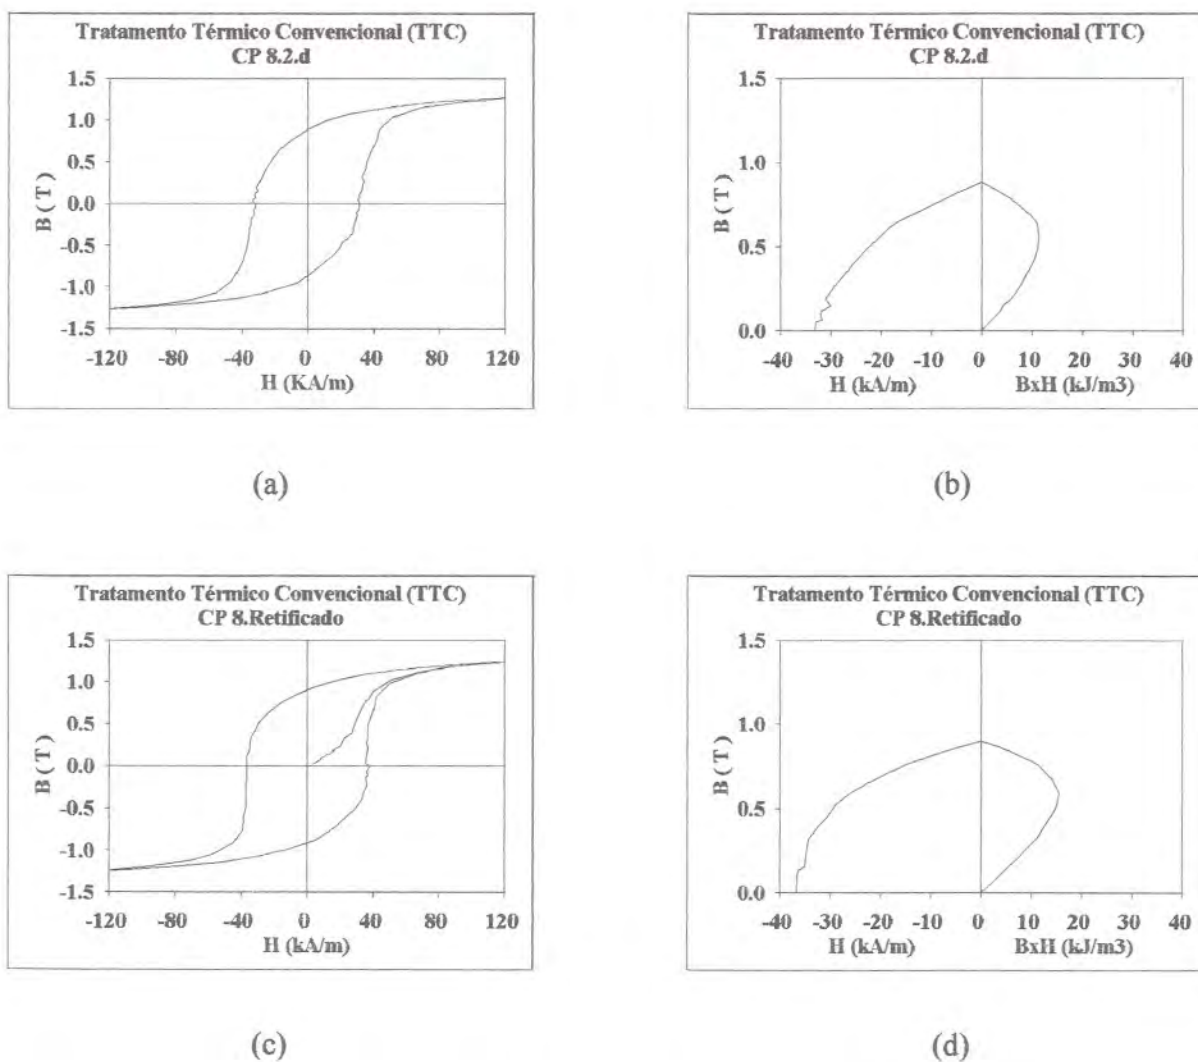 Tratamento Térmico Convencional (TTC)
CP 8.2.d
B ( T )
1.5
1.0
0.5
0.0
-0.5
-1.0
-1.5
-120 -80 -40 0 40 80 120
H (KA/m)
(a)
Tratamento Térmico Convencional (TTC)
CP 8.2.d
B ( T )
1.5
1.0
0.5
0.0
-40 -30 -20 -10 0 10 20 30 40
H (kA/m) BxH (kJ/m3)
(b)
Tratamento Térmico Convencional (TTC)
CP 8.Retificado
B ( T )
1.5
1.0
0.5
0.0
-0.5
-1.0
-1.5
-120 -80 -40 0 40 80 120
H (kA/m)
(c)
Tratamento Térmico Convencional (TTC)
CP 8.Retificado
B ( T )
1.5
1.0
0.5
0.0
-40 -30 -20 -10 0 10 20 30 40
H (kA/m) BxH (kJ/m3)
(d)